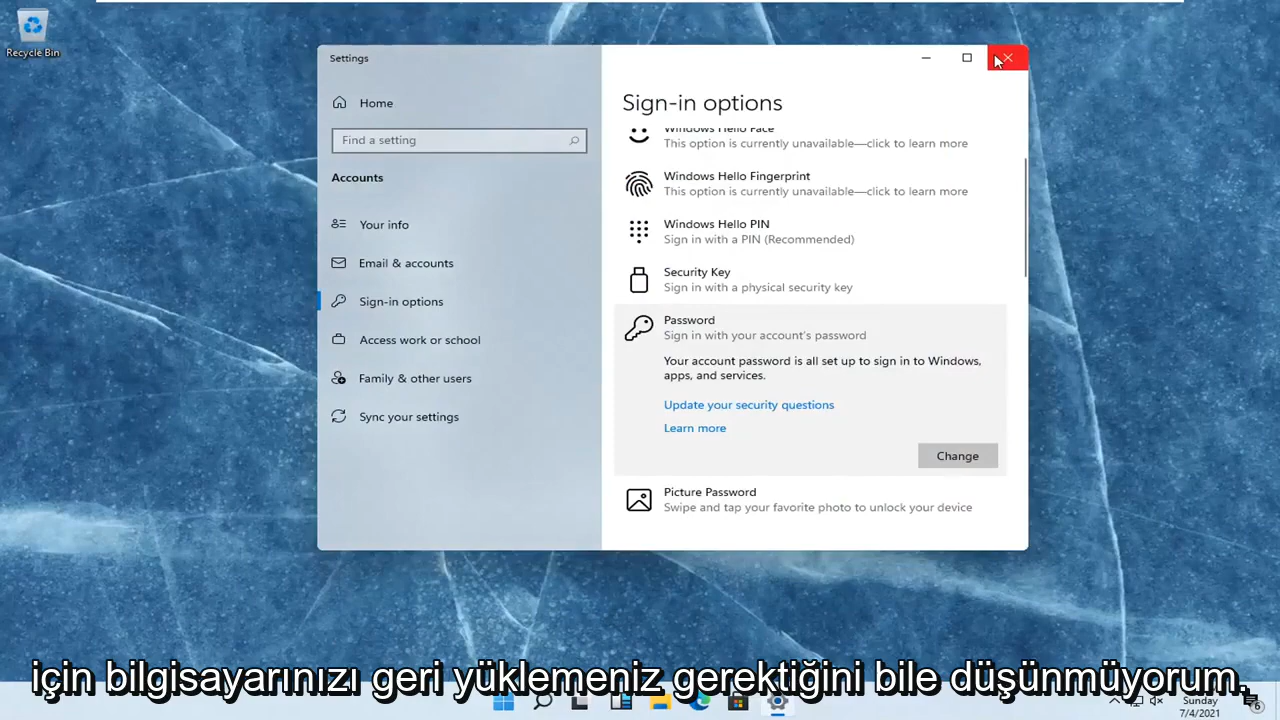 Recycle Bin
Settings
Home
Find a setting
Accounts
Your info
Email & accounts
Sign-in options
Access work or school
Family & other users
Sync your settings
Sign-in options
Windows Hello Face
This option is currently unavailable—click to learn more
Windows Hello Fingerprint
This option is currently unavailable—click to learn more
Windows Hello PIN
Sign in with a PIN (Recommended)
Security Key
Sign in with a physical security key
Password
Sign in with your account's password
Your account password is all set up to sign in to Windows,
apps, and services.
Update your security questions
Learn more
Change
Picture Password
Swipe and tap your favorite photo to unlock your device
için bilgisayarınızı geri yüklemeniz gerektiğini bile düşünmüyorum.
Sunday
7/4/2021
6